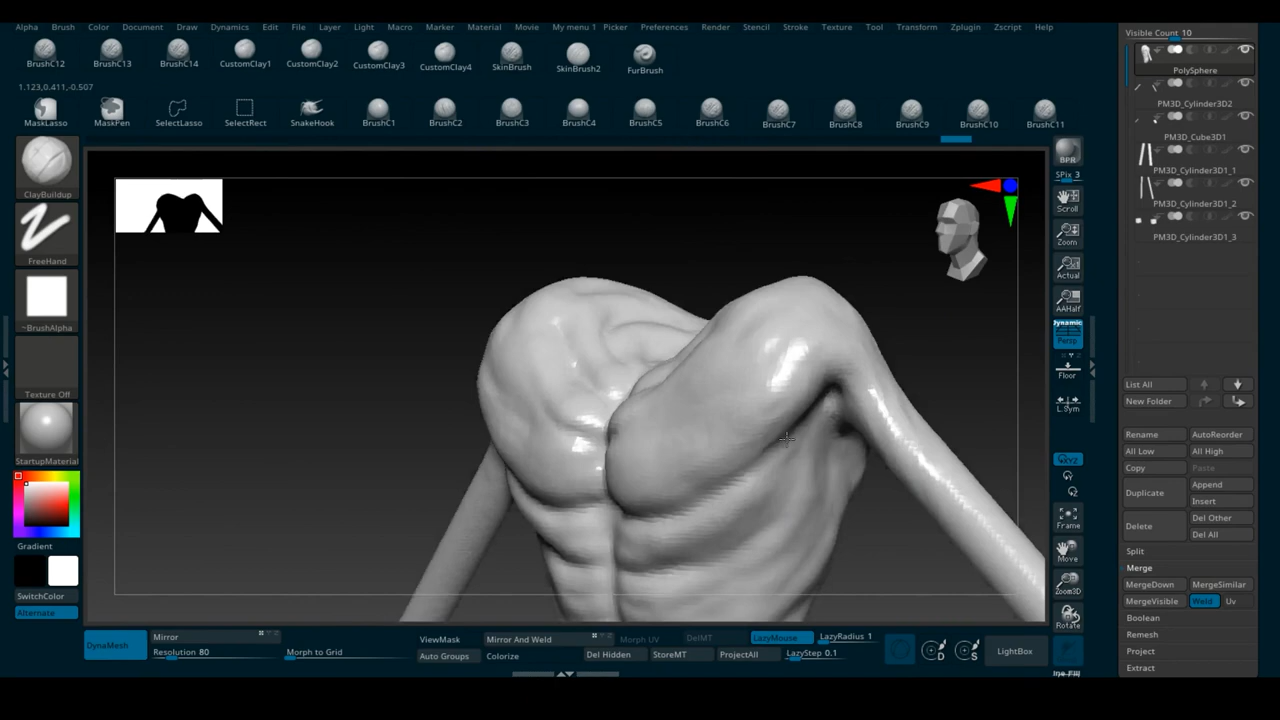 Alpha Brush Color Document Draw Dynamics Edit File Layer Light Macro Marker Material Movie My menu 1 Picker Preferences Render Stencil Stroke Texture Tool Transform Zplugin Zscript Help
Visible Count 10
BrushC12 BrushC13 BrushC14 CustomClay1 CustomClay2 CustomClay3 CustomClay4 SkinBrush SkinBrush2 FurBrush
PolySphere
1.123,0.411,-0.507
PM3D_Cylinder3D2
MaskLasso MaskPen SelectLasso SelectRect SnakeHook BrushC1 BrushC2 BrushC3 BrushC4 BrushC5 BrushC6 BrushC7 BrushC8 BrushC9 BrushC10 BrushC11
PM3D_Cube3D1
BPR
SPix 3
PM3D_Cylinder3D1_1
ClayBuildup
PM3D_Cylinder3D1_2
Scroll
PM3D_Cylinder3D1_3
Zoom
FreeHand
Actual
AAHalf
Dynamic
Persp
~BrushAlpha
Floor
List All
New Folder
L.Sym
Texture Off
Rename AutoReorder
All Low All High
Copy Paste
StartupMaterial
XYZ
Y
Z
Duplicate Append
Insert
Delete Del Other
Del All
Frame
Gradient
Split
Move
Merge
MergeDown MergeSimilar
Zoom3D
SwitchColor
MergeVisible Weld Uv
Alternate
Boolean
Rotate
Remesh
Project
Extract
DynaMesh Mirror
Resolution 80 Morph to Grid
ViewMask Mirror And Weld Morph UV DelMT LazyMouse LazyRadius 1
Auto Groups Colorize Del Hidden StoreMT ProjectAll LazyStep 0.1
D S LightBox